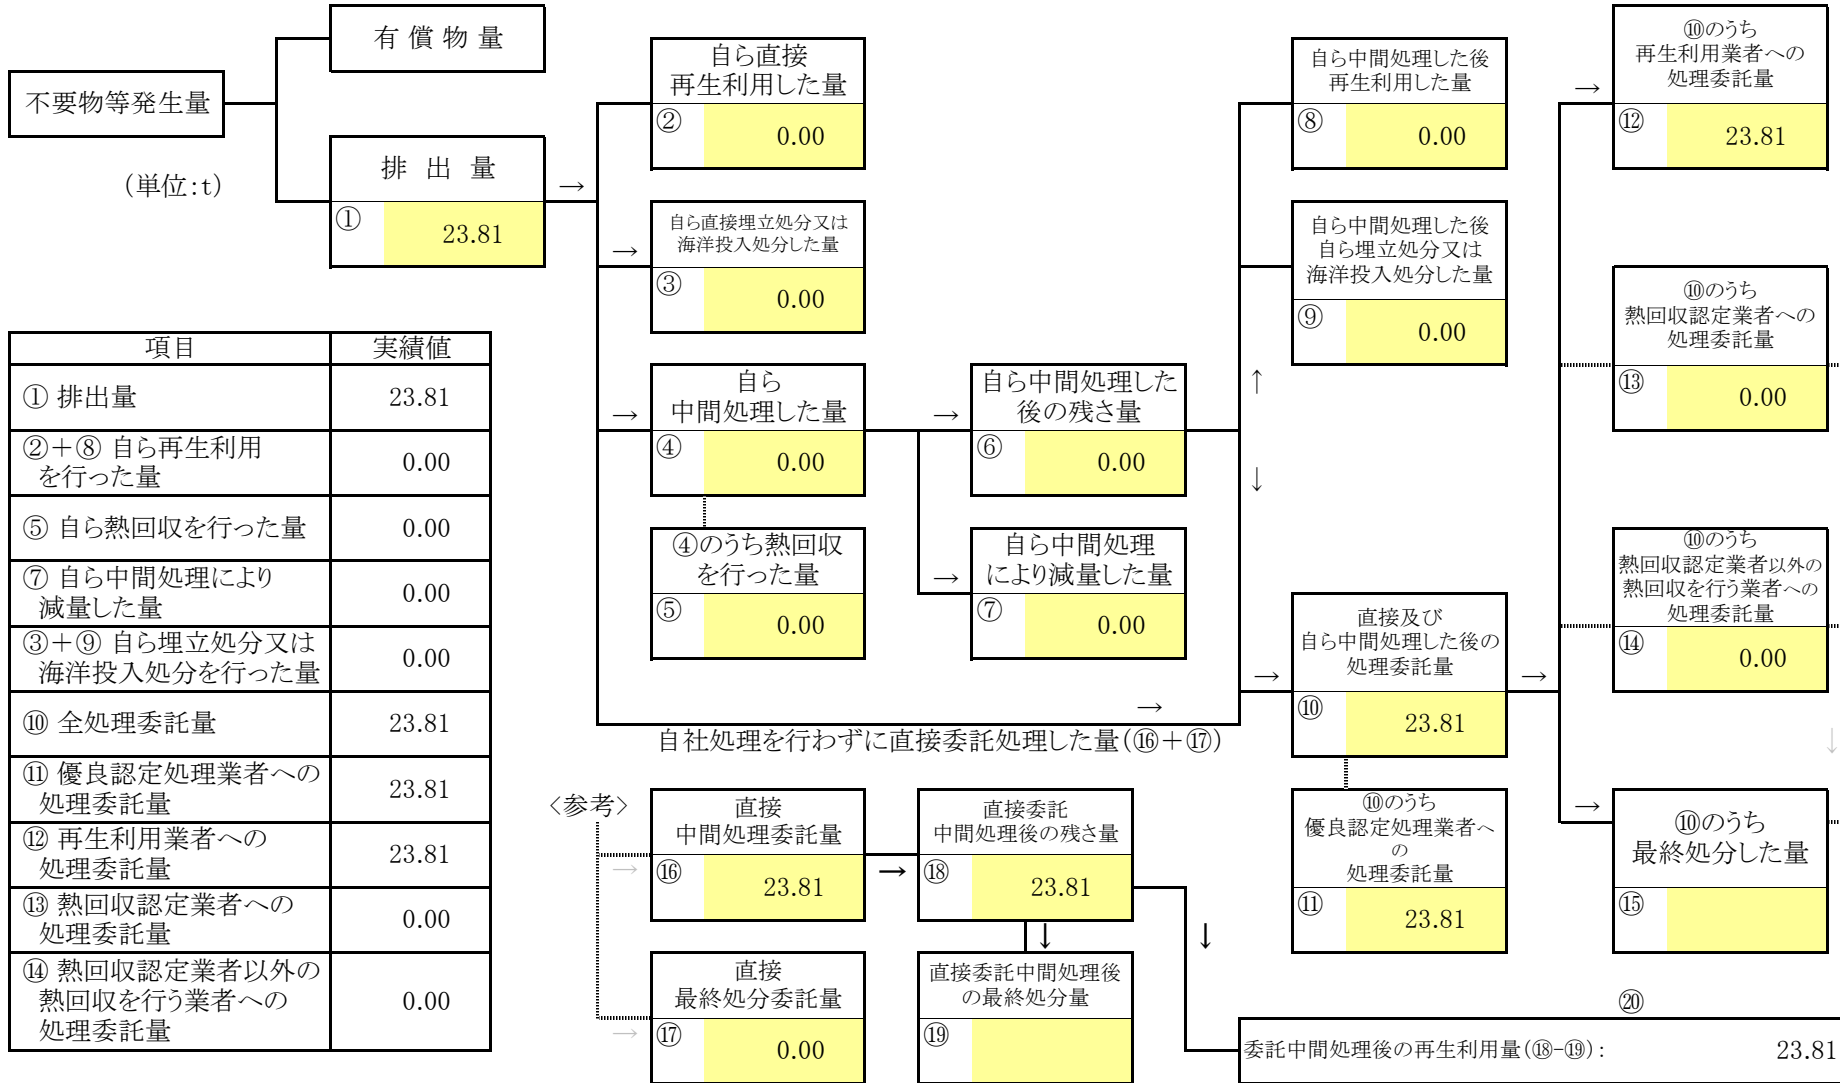 有 償 物 量
不要物等発生量
(単位:t)
排 出 量
→
① 23.81
自ら直接
再生利用した量
② 0.00
自ら直接埋立処分又は
海洋投入処分した量
→
③ 0.00
自ら
中間処理した量
→
④ 0.00
④のうち熱回収
を行った量
⑤ 0.00
自ら中間処理した
後の残さ量
→
⑥ 0.00
自ら中間処理
により減量した量
→
⑦ 0.00
↑
↓
自ら中間処理した後
再生利用した量
⑧ 0.00
自ら中間処理した後
自ら埋立処分又は
海洋投入処分した量
⑨ 0.00
直接及び
自ら中間処理した後の
処理委託量
→
⑩ 23.81
→
自社処理を行わずに直接委託処理した量(⑯+⑰)
⑩のうち
優良認定処理業者へ
の
処理委託量
⑪ 23.81
→
→
⑩のうち
再生利用業者への
処理委託量
⑫ 23.81
⑩のうち
熱回収認定業者への
処理委託量
⑬ 0.00
⑩のうち
熱回収認定業者以外の
熱回収を行う業者への
処理委託量
⑭ 0.00
↓
→
⑩のうち
最終処分した量
⑮
項目 実績値
① 排出量 23.81
②+⑧ 自ら再生利用
を行った量 0.00
⑤ 自ら熱回収を行った量 0.00
⑦ 自ら中間処理により
減量した量 0.00
③+⑨ 自ら埋立処分又は
海洋投入処分を行った量 0.00
⑩ 全処理委託量 23.81
⑪ 優良認定処理業者への
処理委託量 23.81
⑫ 再生利用業者への
処理委託量 23.81
⑬ 熱回収認定業者への
処理委託量 0.00
⑭ 熱回収認定業者以外の
熱回収を行う業者への
処理委託量 0.00
〈参考〉
直接
中間処理委託量
→
⑯ 23.81
→
直接委託
中間処理後の残さ量
⑱ 23.81
↓
↓
直接
最終処分委託量
→
⑰ 0.00
直接委託中間処理後
の最終処分量
⑲
⑳
委託中間処理後の再生利用量(⑱-⑲): 23.81